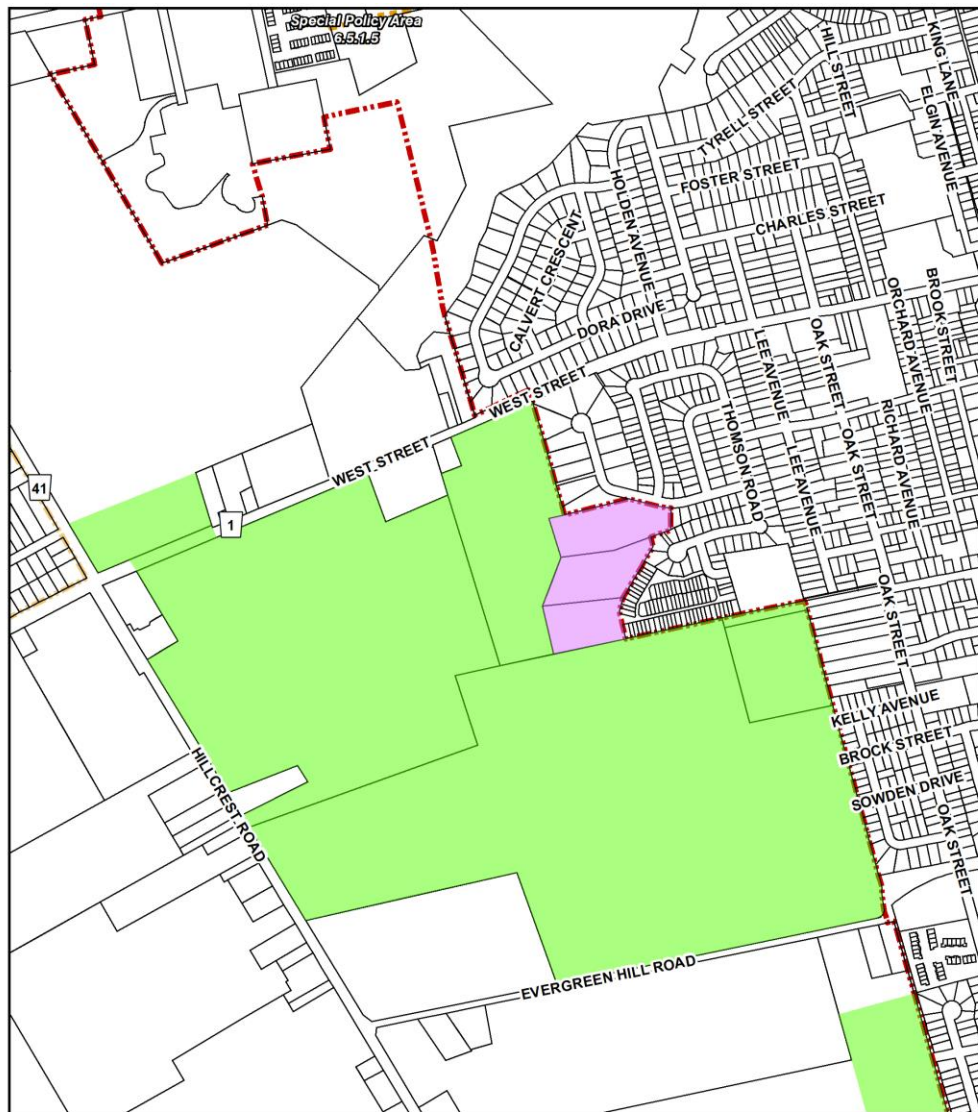 Special Policy Area
6.5.1.5
KING LANE
HILL STREET
ELGIN AVENUE
TYRELL STREET
FOSTER STREET
HOLDEN AVENUE
CHARLES STREET
CALVERT CRESCENT
DORA DRIVE
BROOK STREET
ORCHARD AVENUE
OAK STREET
LEE AVENUE
WEST STREET
THOMSON ROAD
RICHARD AVENUE
WEST STREET
LEE AVENUE
OAK STREET
41
1
OAK STREET
KELLY AVENUE
BROCK STREET
SOWDEN DRIVE
HILLCREST ROAD
OAK STREET
EVERGREEN HILL ROAD